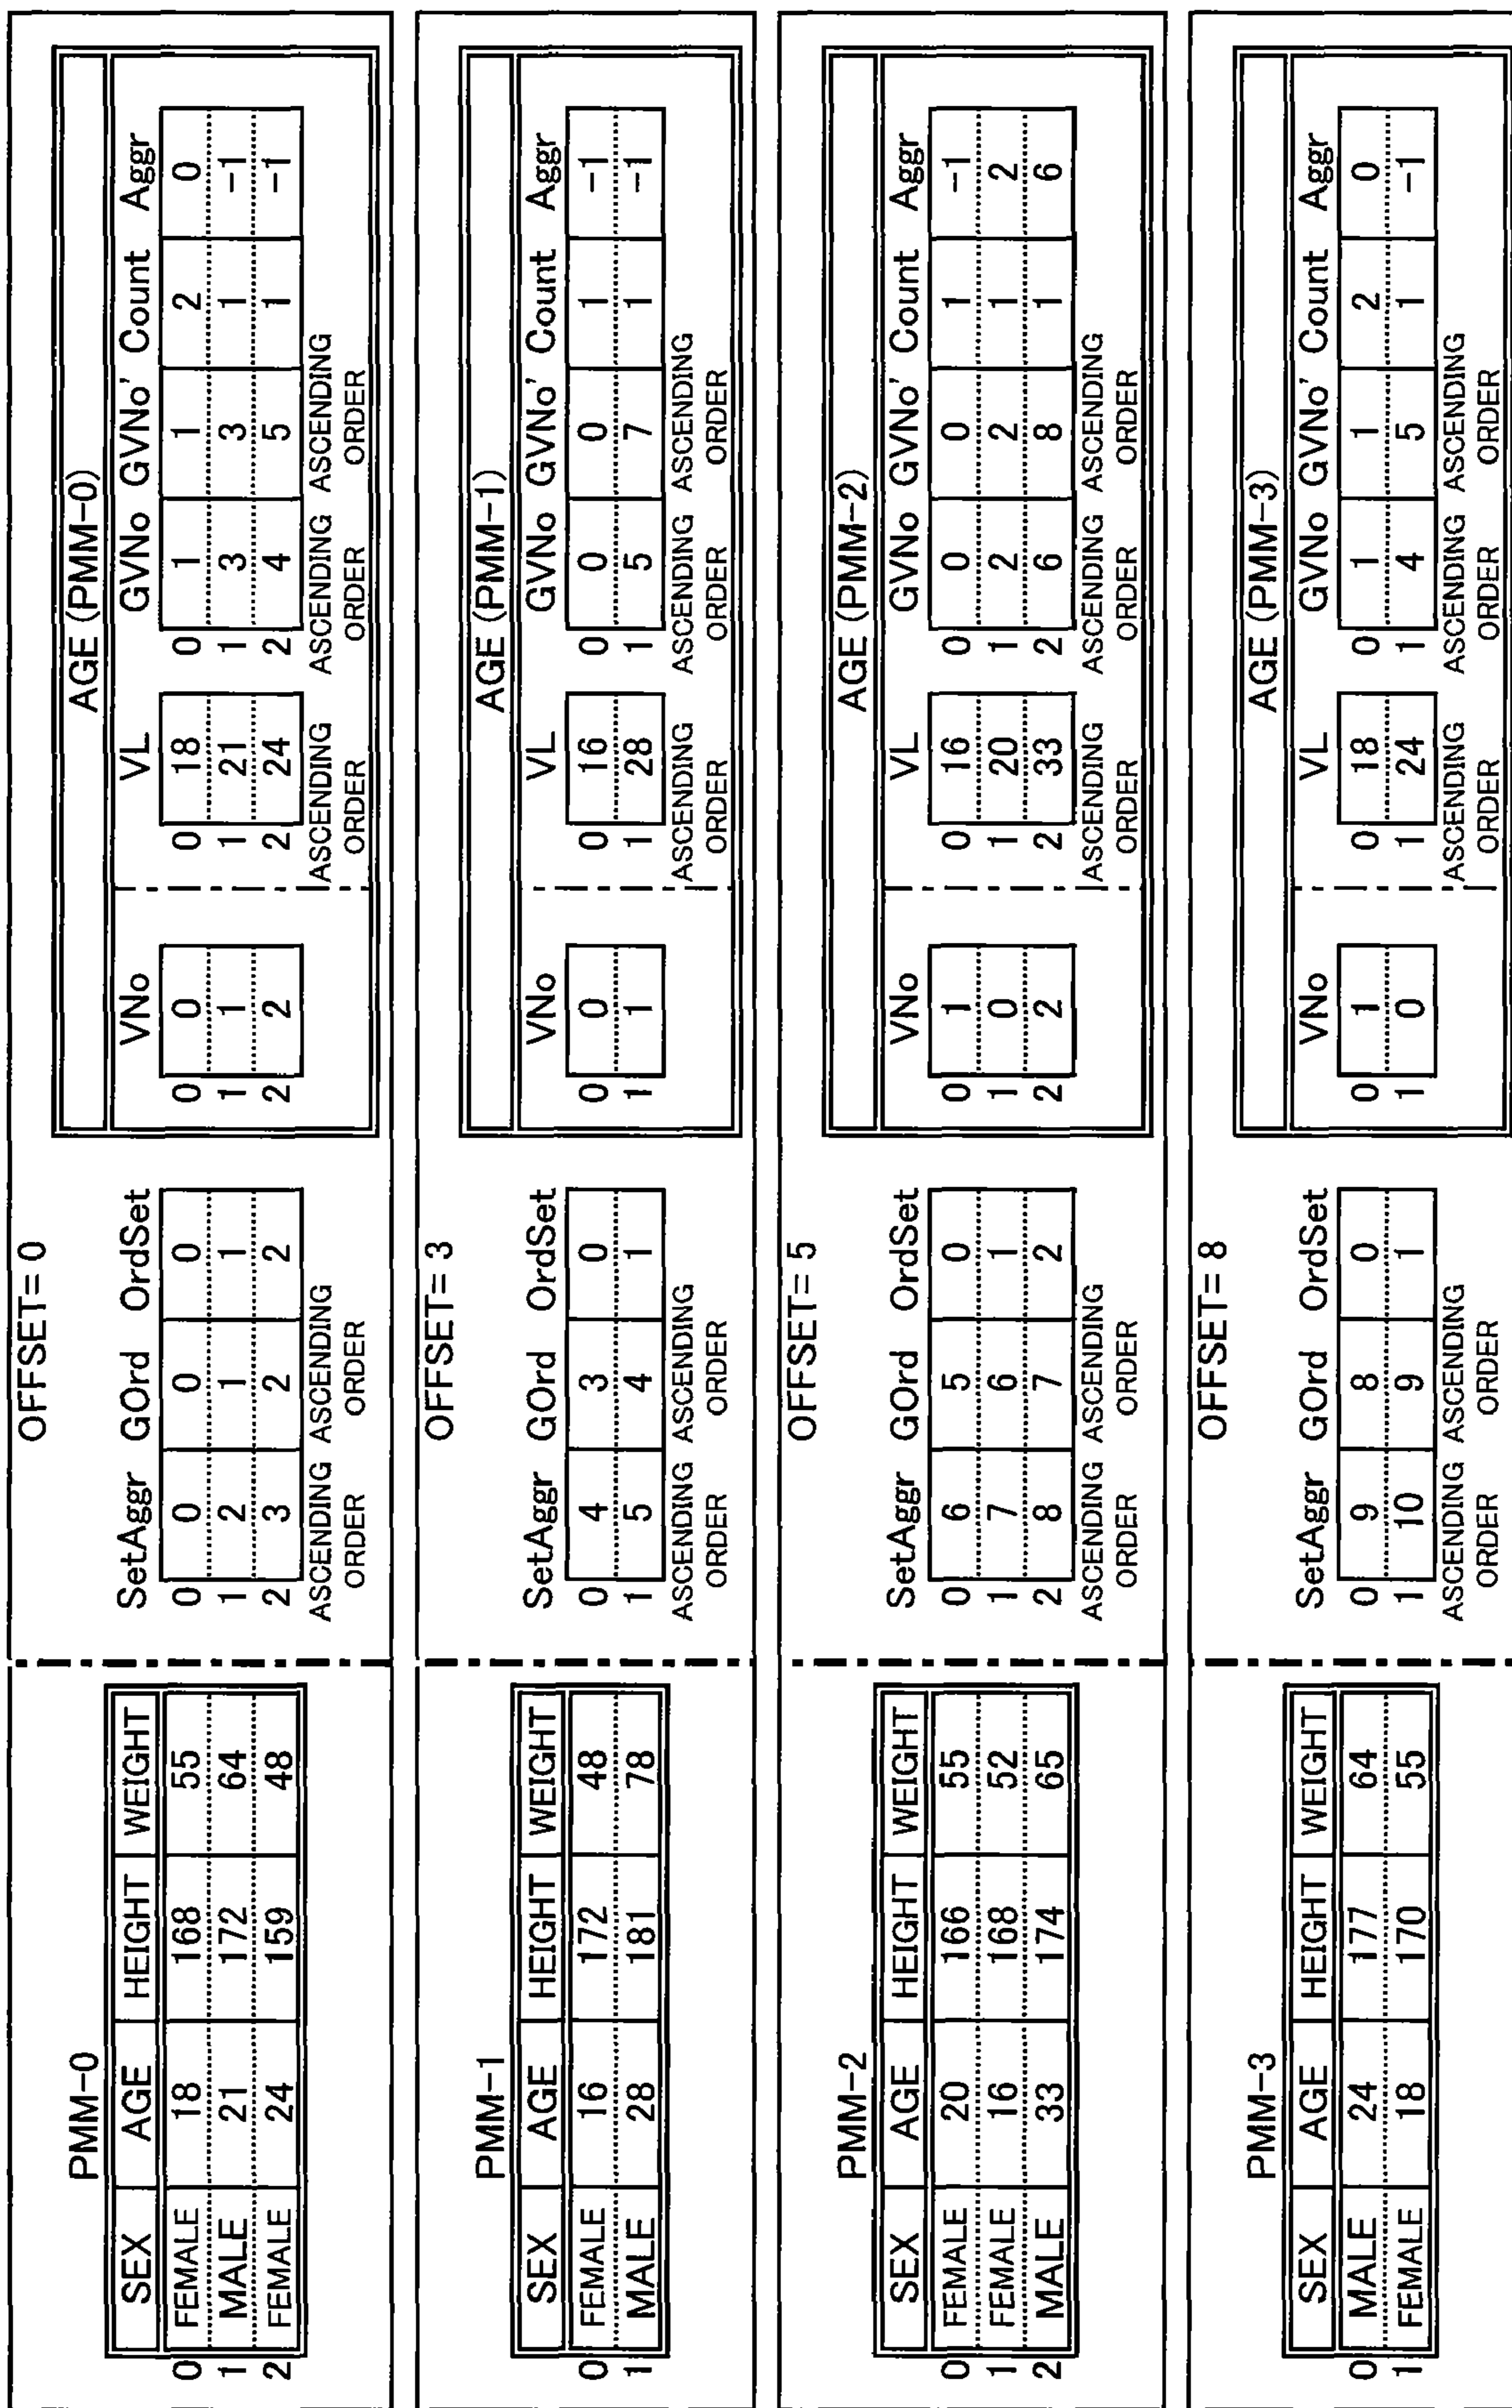 PMM-0
SEX AGE HEIGHT WEIGHT
0 FEMALE 18 168 55
1 MALE 21 172 64
2 FEMALE 24 159 48
OFFSET= 0
SetAggr GOrd OrdSet
0 0 0 0
1 2 1 1
2 3 2 2
ASCENDING ORDER ASCENDING ORDER
AGE (PMM-0)
VNo VL GVNo GVNo' Count Aggr
0 0 0 18 0 1 1 2 0
1 1 1 21 1 3 3 1 -1
2 2 2 24 2 4 5 1 -1
ASCENDING ORDER ASCENDING ORDER ASCENDING ORDER
PMM-1
SEX AGE HEIGHT WEIGHT
0 FEMALE 16 172 48
1 MALE 28 181 78
OFFSET= 3
SetAggr GOrd OrdSet
0 4 3 0
1 5 4 1
ASCENDING ORDER ASCENDING ORDER
AGE (PMM-1)
VNo VL GVNo GVNo' Count Aggr
0 0 0 16 0 0 0 1 -1
1 1 1 28 1 5 7 1 -1
ASCENDING ORDER ASCENDING ORDER ASCENDING ORDER
PMM-2
SEX AGE HEIGHT WEIGHT
0 FEMALE 20 166 55
1 FEMALE 16 168 52
2 MALE 33 174 65
OFFSET= 5
SetAggr GOrd OrdSet
0 6 5 0
1 7 6 1
2 8 7 2
ASCENDING ORDER ASCENDING ORDER
AGE (PMM-2)
VNo VL GVNo GVNo' Count Aggr
0 1 0 16 0 0 0 1 -1
1 0 1 20 1 2 2 1 2
2 2 2 33 2 6 8 1 6
ASCENDING ORDER ASCENDING ORDER ASCENDING ORDER
PMM-3
SEX AGE HEIGHT WEIGHT
0 MALE 24 177 64
1 FEMALE 18 170 55
OFFSET= 8
SetAggr GOrd OrdSet
0 9 8 0
1 10 9 1
ASCENDING ORDER ASCENDING ORDER
AGE (PMM-3)
VNo VL GVNo GVNo' Count Aggr
0 1 0 18 0 1 1 2 0
1 0 1 24 1 4 5 1 -1
ASCENDING ORDER ASCENDING ORDER ASCENDING ORDER